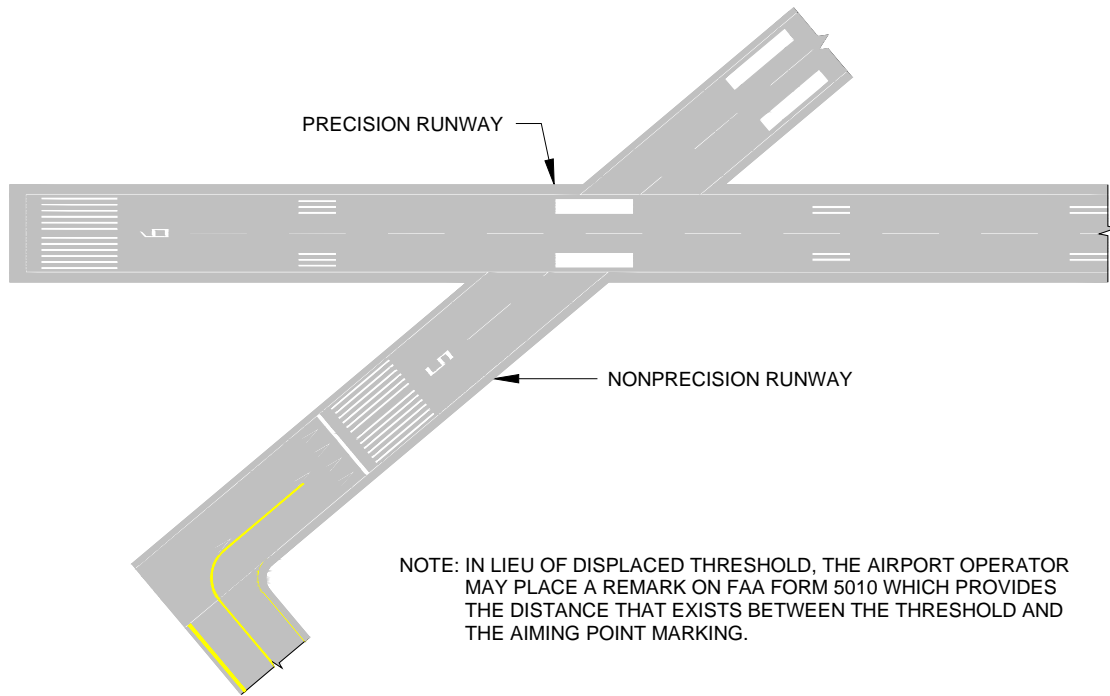 PRECISION RUNWAY
9
5
NONPRECISION RUNWAY
NOTE: IN LIEU OF DISPLACED THRESHOLD, THE AIRPORT OPERATOR
MAY PLACE A REMARK ON FAA FORM 5010 WHICH PROVIDES
THE DISTANCE THAT EXISTS BETWEEN THE THRESHOLD AND
THE AIMING POINT MARKING.